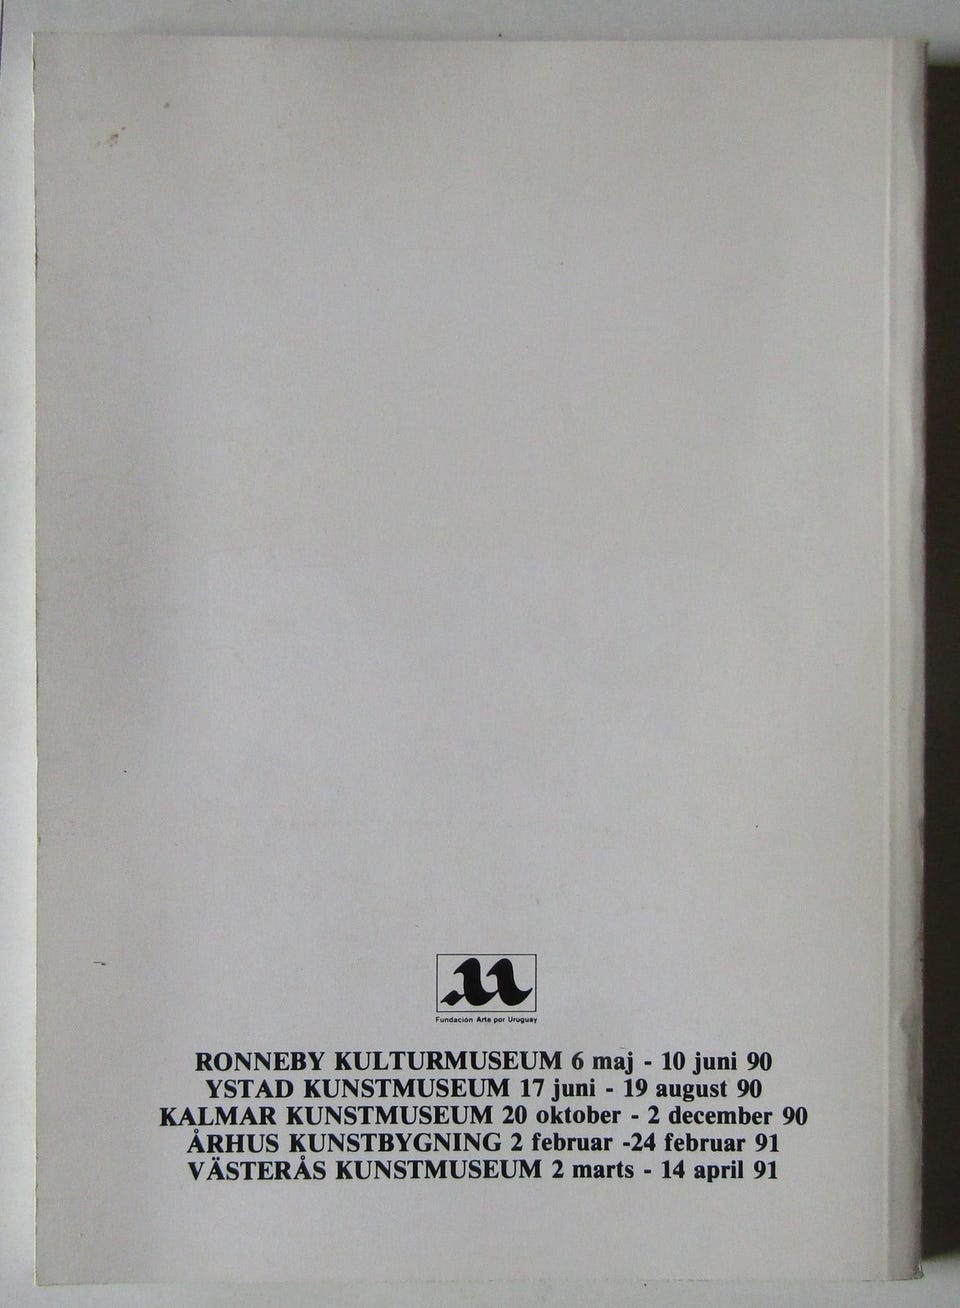 Fundación Arte por Uruguay
RONNEBY KULTURMUSEUM 6 maj - 10 juni 90
YSTAD KUNSTMUSEUM 17 juni - 19 august 90
KALMAR KUNSTMUSEUM 20 oktober - 2 december 90
ÅRHUS KUNSTBYGNING 2 februar -24 februar 91
VÄSTERÅS KUNSTMUSEUM 2 marts - 14 april 91